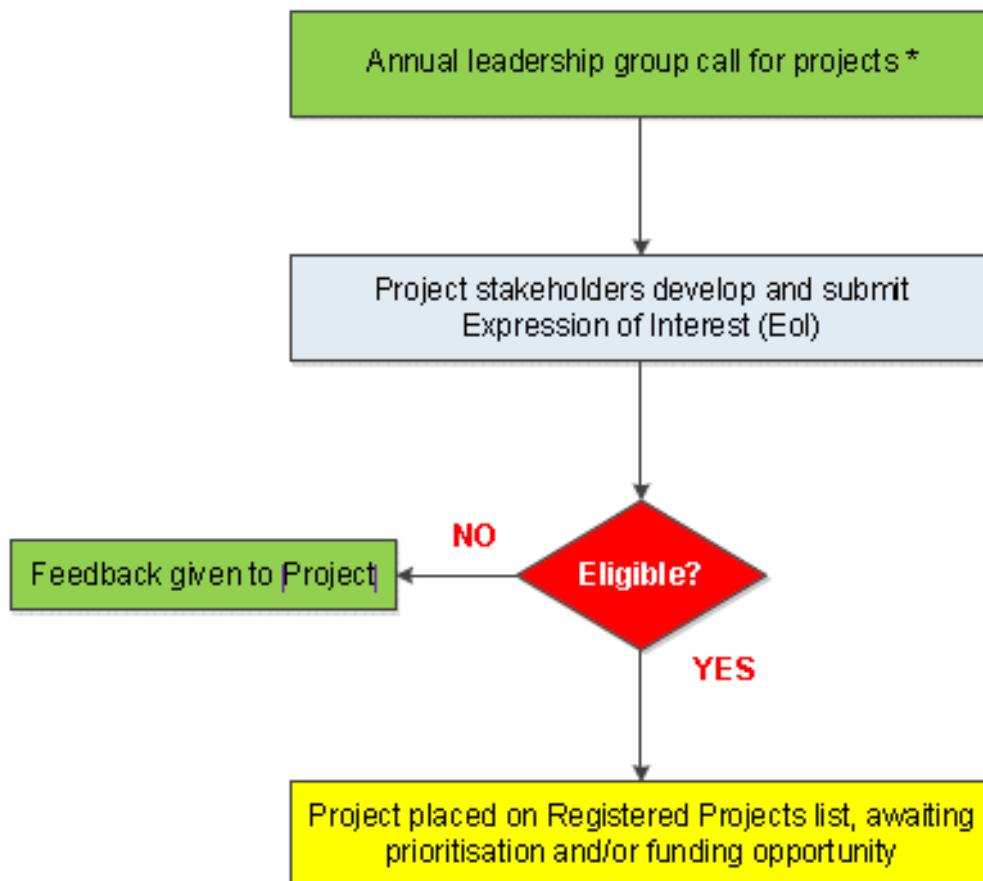 Annual leadership group call for projects *
Project stakeholders develop and submit
Expression of Interest (EoI)
NO
Feedback given to Project
Eligible?
YES
Project placed on Registered Projects list, awaiting
prioritisation and/or funding opportunity